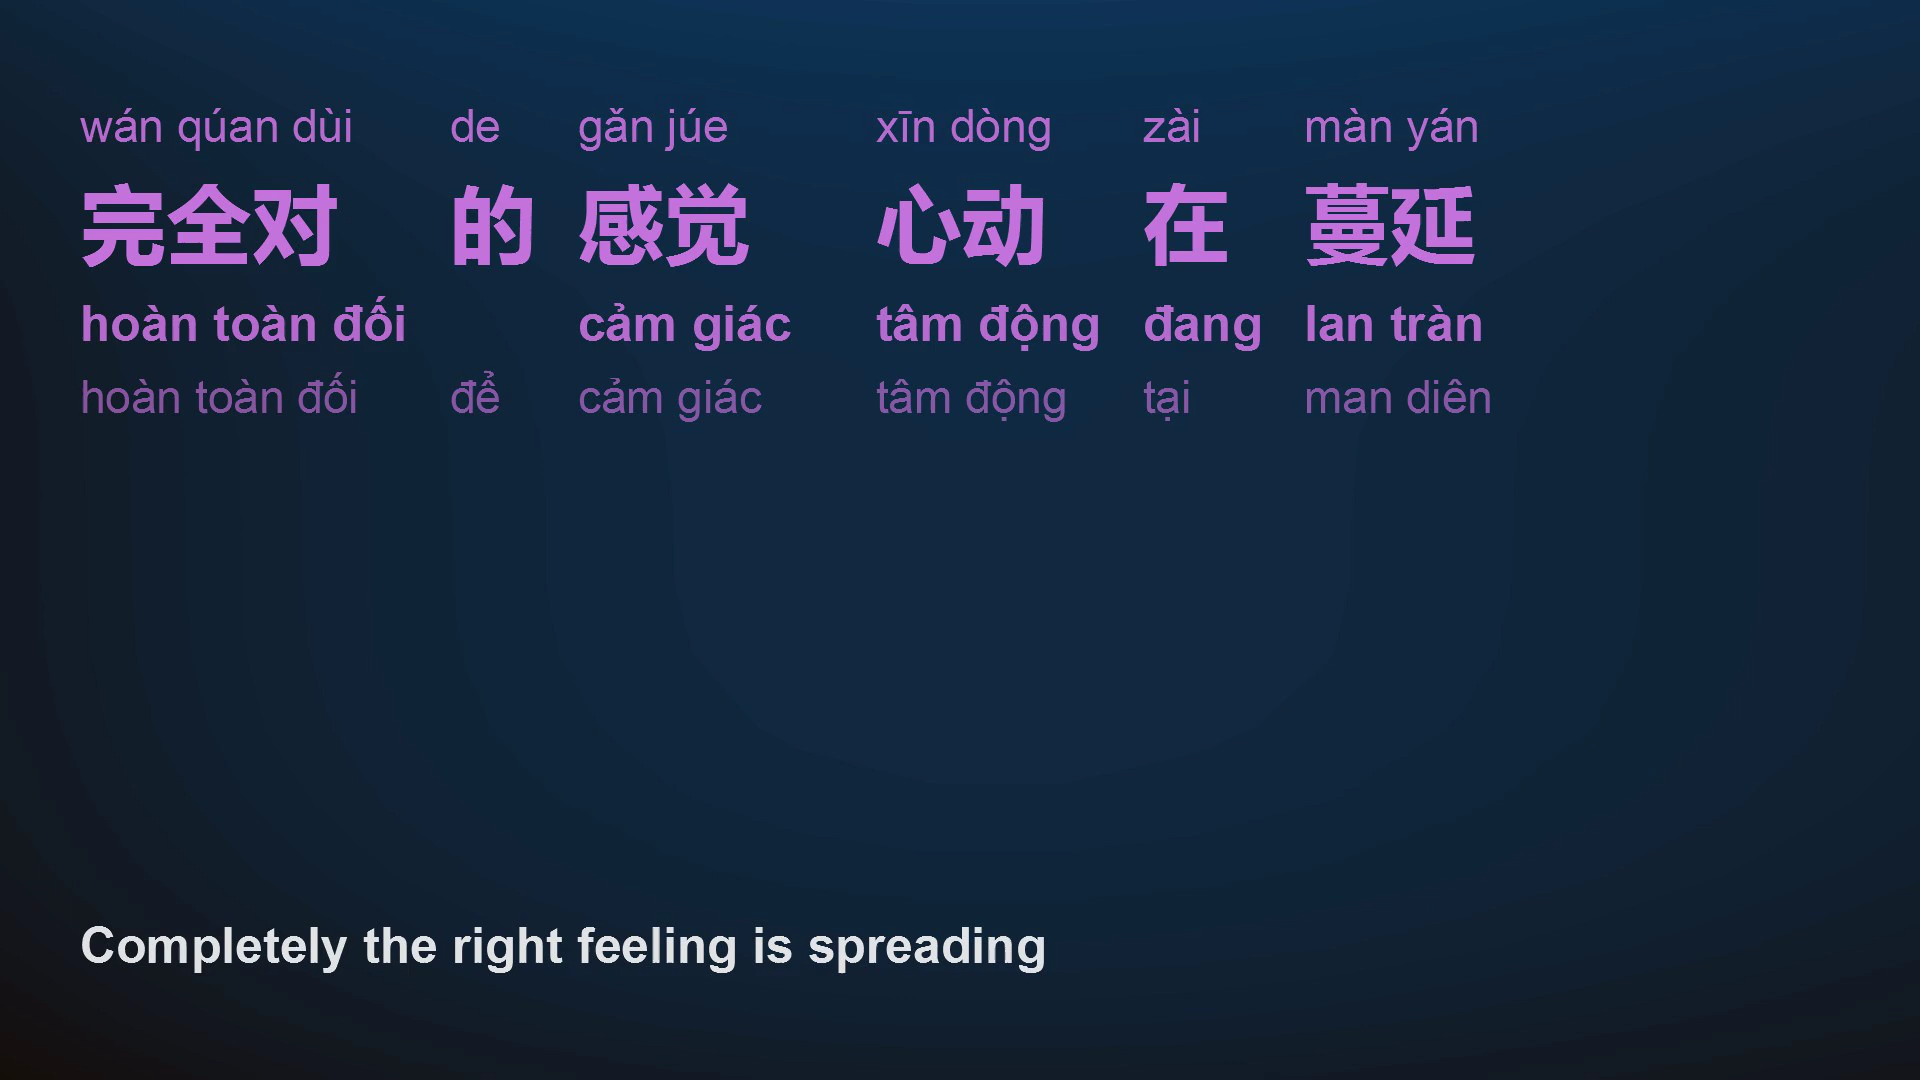 wán qúan dùi de gǎn júe xīn dòng zài màn yán
完全对 的 感觉 心动 在 蔓延
hoàn toàn đối cảm giác tâm động đang lan tràn
hoàn toàn đối để cảm giác tâm động tại man diên
Completely the right feeling is spreading